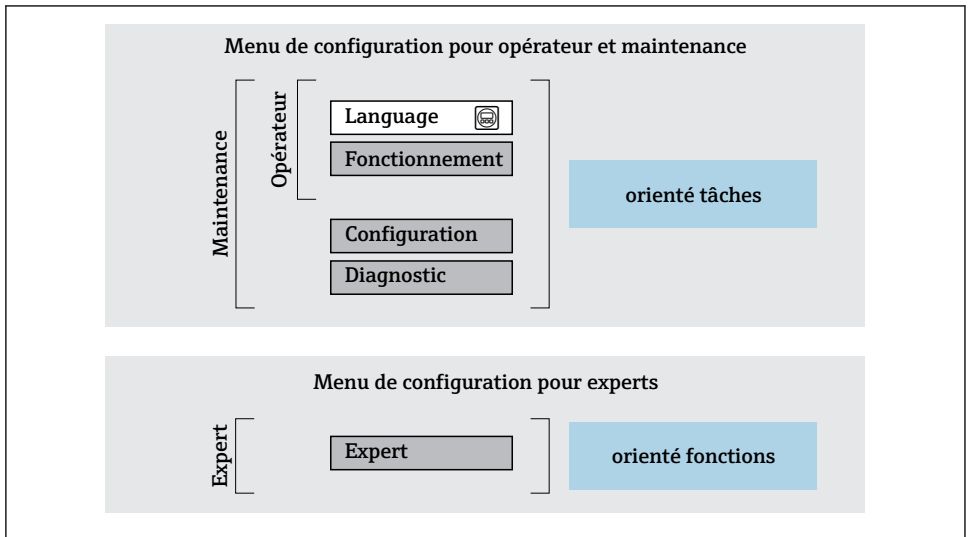 Menu de configuration pour opérateur et maintenance
Maintenance
Opérateur
Language
Fonctionnement
Configuration
Diagnostic
orienté tâches
Menu de configuration pour experts
Expert
Expert
orienté fonctions